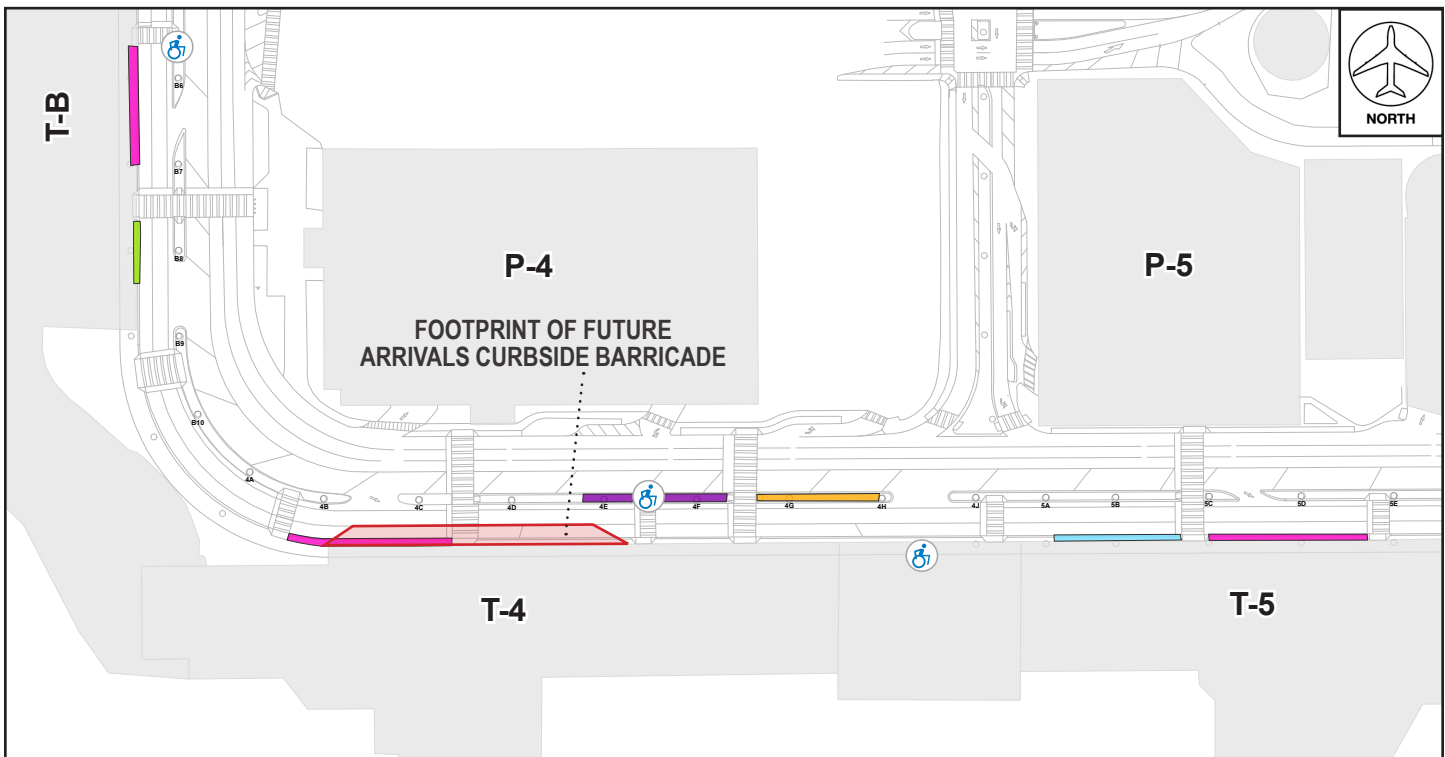 NORTH
T-B
B6
B7
B8
B9
B10
P-4
P-5
FOOTPRINT OF FUTURE
ARRIVALS CURBSIDE BARRICADE
4A
4B
4C
4D
4E
4F
4G
4H
4J
5A
5B
5C
5D
5E
T-4
T-5